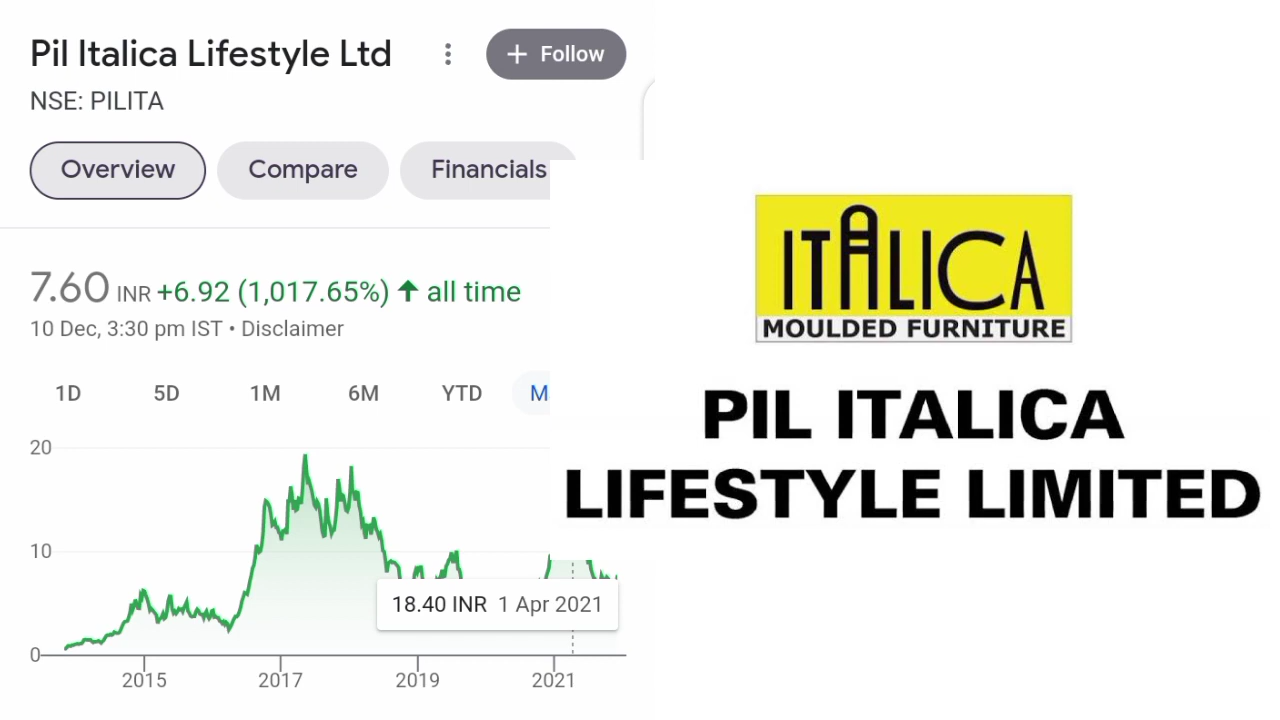 Pil Italica Lifestyle Ltd
+ Follow
NSE: PILITA
Overview
Compare
Financials
7.60 INR +6.92 (1,017.65%) ↑ all time
10 Dec, 3:30 pm IST • Disclaimer
1D 5D 1M 6M YTD M
20
10
0
18.40 INR 1 Apr 2021
2015 2017 2019 2021
ITALICA
MOULDED FURNITURE
PIL ITALICA
LIFESTYLE LIMITED